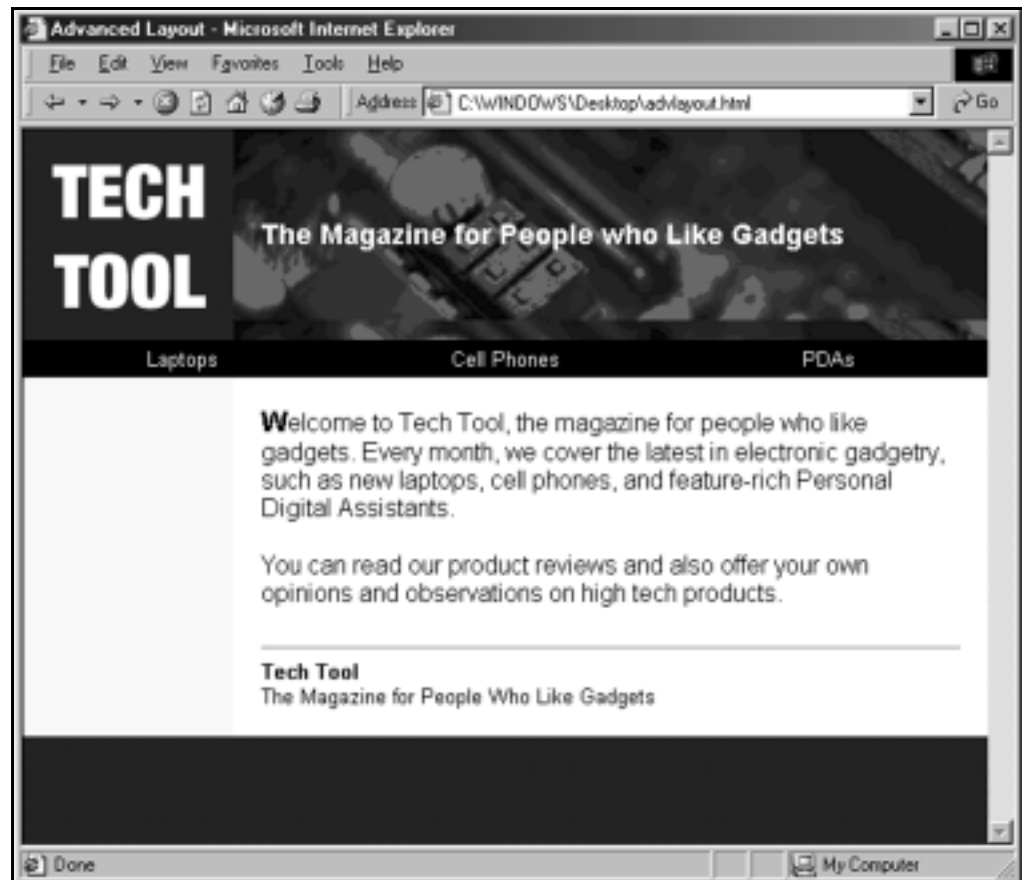 Advanced Layout - Microsoft Internet Explorer
File Edit View Favorites Tools Help
Address C:\WINDOWS\Desktop\advlayout.html Go
TECH
TOOL
The Magazine for People who Like Gadgets
Laptops Cell Phones PDAs
Welcome to Tech Tool, the magazine for people who like
gadgets. Every month, we cover the latest in electronic gadgetry,
such as new laptops, cell phones, and feature-rich Personal
Digital Assistants.
You can read our product reviews and also offer your own
opinions and observations on high tech products.
Tech Tool
The Magazine for People Who Like Gadgets
Done My Computer